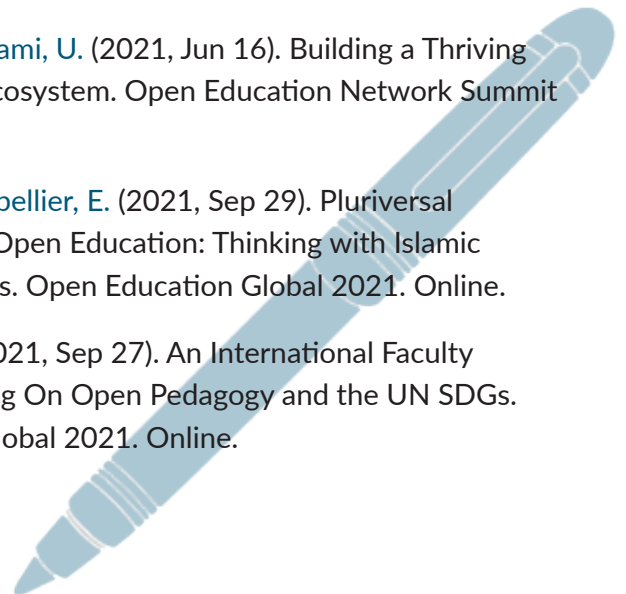 ami, U. (2021, Jun 16). Building a Thriving
cosystem. Open Education Network Summit
pellier, E. (2021, Sep 29). Pluriversal
Open Education: Thinking with Islamic
s. Open Education Global 2021. Online.
021, Sep 27). An International Faculty
g On Open Pedagogy and the UN SDGs.
lobal 2021. Online.